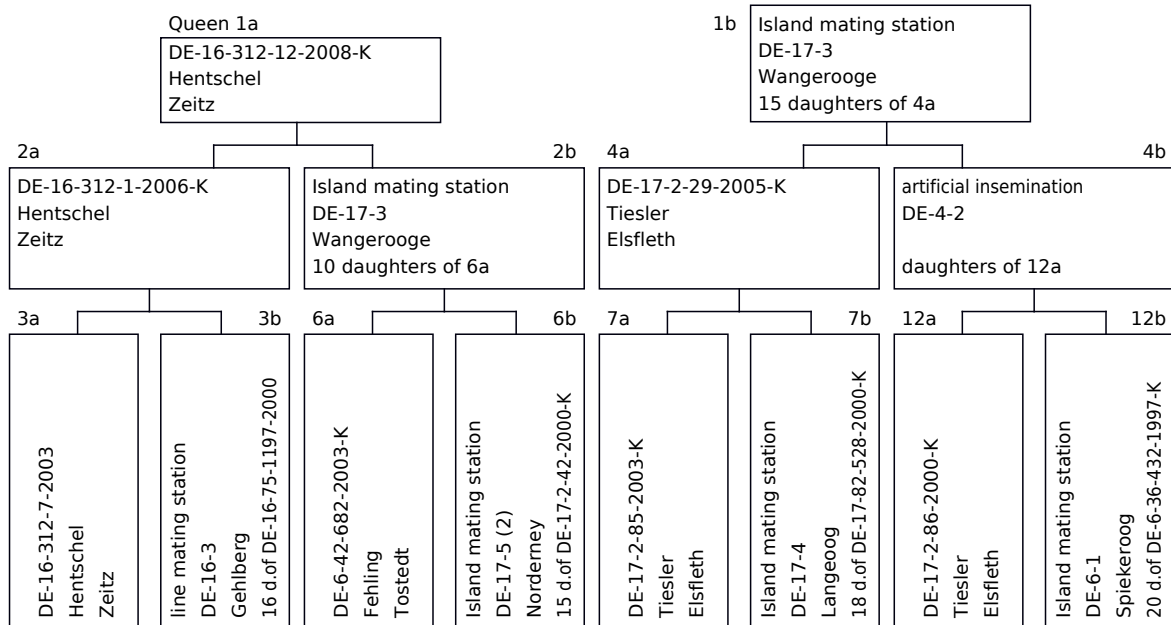 Queen 1a
DE-16-312-12-2008-K
Hentschel
Zeitz
1b
Island mating station
DE-17-3
Wangerooge
15 daughters of 4a
2a
DE-16-312-1-2006-K
Hentschel
Zeitz
2b
Island mating station
DE-17-3
Wangerooge
10 daughters of 6a
4a
DE-17-2-29-2005-K
Tiesler
Elsfleth
4b
artificial insemination
DE-4-2
daughters of 12a
3a
DE-16-312-7-2003
Hentschel
Zeitz
3b
line mating station
DE-16-3
Gehlberg
16 d.of DE-16-75-1197-2000
6a
DE-6-42-682-2003-K
Fehling
Tostedt
6b
Island mating station
DE-17-5 (2)
Norderney
15 d.of DE-17-2-42-2000-K
7a
DE-17-2-85-2003-K
Tiesler
Elsfleth
7b
Island mating station
DE-17-4
Langeoog
18 d.of DE-17-82-528-2000-K
12a
DE-17-2-86-2000-K
Tiesler
Elsfleth
12b
Island mating station
DE-6-1
Spiekeroog
20 d.of DE-6-36-432-1997-K